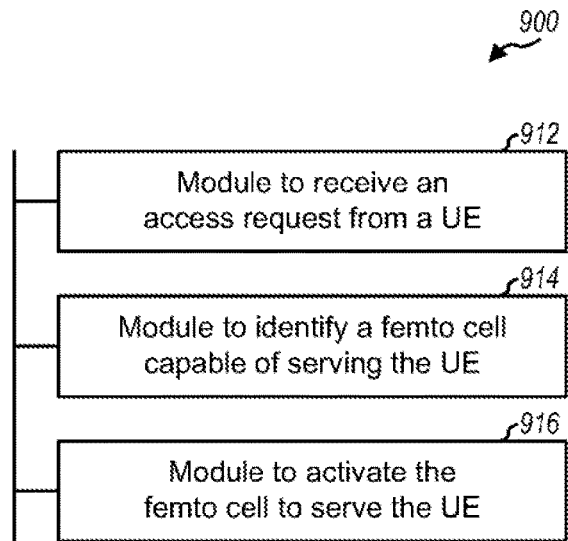 900
912
Module to receive an
access request from a UE
914
Module to identify a femto cell
capable of serving the UE
916
Module to activate the
femto cell to serve the UE